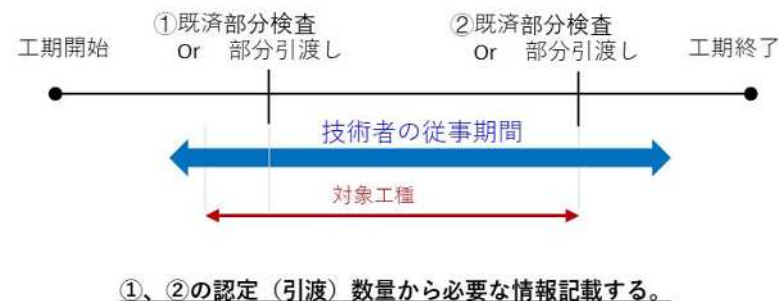 ①既済部分検査 ②既済部分検査
工期開始 Or 部分引渡し Or 部分引渡し 工期終了
技術者の従事期間
対象工種
①、②の認定（引渡）数量から必要な情報記載する。